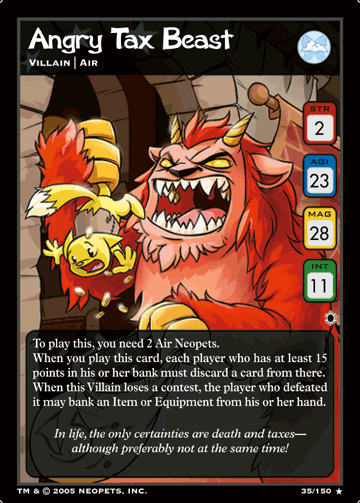 Angry Tax Beast
VILLAIN | AIR
STR
2
AGI
23
MAG
28
INT
11
To play this, you need 2 Air Neopets.
When you play this card, each player who has at least 15
points in his or her bank must discard a card from there.
When this Villain loses a contest, the player who defeated
it may bank an Item or Equipment from his or her hand.
In life, the only certainties are death and taxes—
although preferably not at the same time!
TM & © 2005 NEOPETS, INC.
35/150 ★